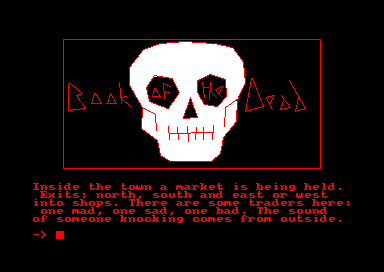 Book of the Dead
Inside the town a market is being held.
Exits: north, south and east or west
into shops. There are some traders here:
one mad, one sad, one bad. The sound
of someone knocking comes from outside.
->